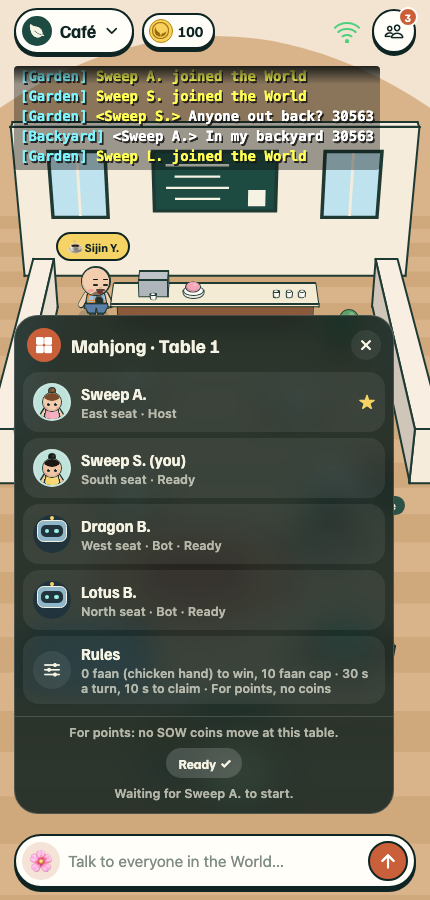 Café
100
3
[Garden] Sweep A. joined the World
[Garden] Sweep S. joined the World
[Garden] <Sweep S.> Anyone out back? 30563
[Backyard] <Sweep A.> In my backyard 30563
[Garden] Sweep L. joined the World
Sijin Y.
Mahjong · Table 1
Sweep A.
East seat · Host
Sweep S. (you)
South seat · Ready
Dragon B.
West seat · Bot · Ready
Lotus B.
North seat · Bot · Ready
Rules
0 faan (chicken hand) to win, 10 faan cap · 30 s
a turn, 10 s to claim · For points, no coins
For points: no SOW coins move at this table.
Ready ✓
Waiting for Sweep A. to start.
Talk to everyone in the World...